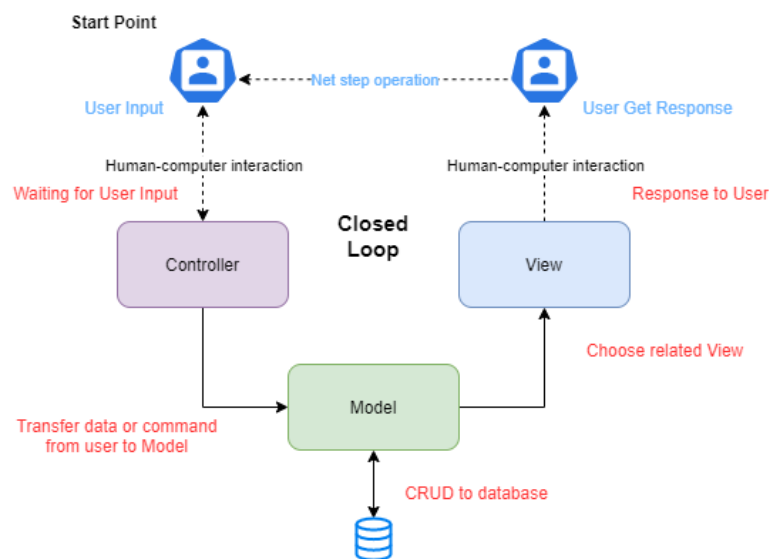 Start Point
Net step operation
User Input
User Get Response
Human-computer interaction
Human-computer interaction
Waiting for User Input
Response to User
Closed
Loop
Controller
View
Choose related View
Model
Transfer data or command
from user to Model
CRUD to database